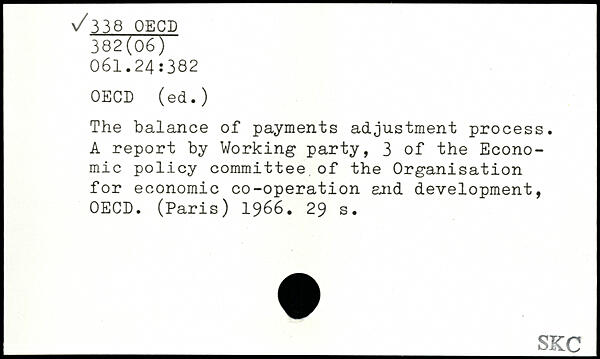 ✓338 OECD
382(06)
061.24:382
OECD (ed.)
The balance of payments adjustment process.
A report by Working party, 3 of the Econo-
mic policy committee of the Organisation
for economic co-operation and development,
OECD. (Paris) 1966. 29 s.
SKC